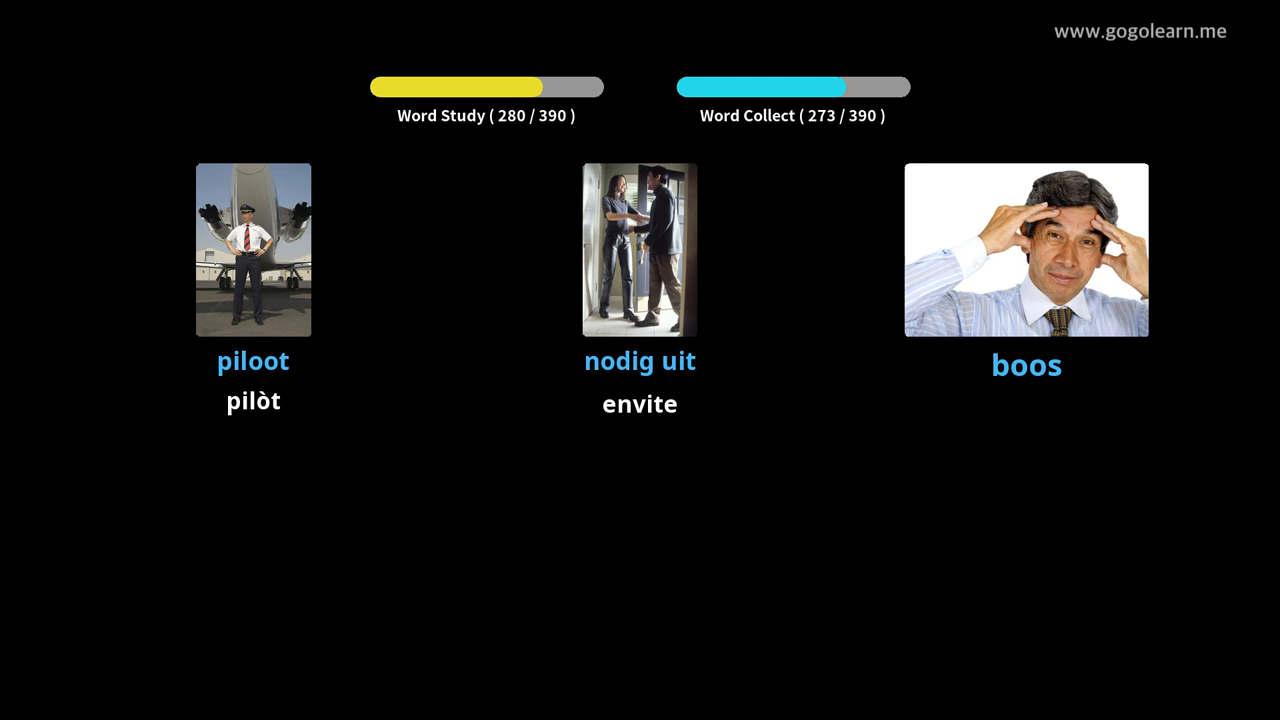 www.gogolearn.me
Word Study ( 280 / 390 )
Word Collect ( 273 / 390 )
piloot
pilòt
nodig uit
envite
boos